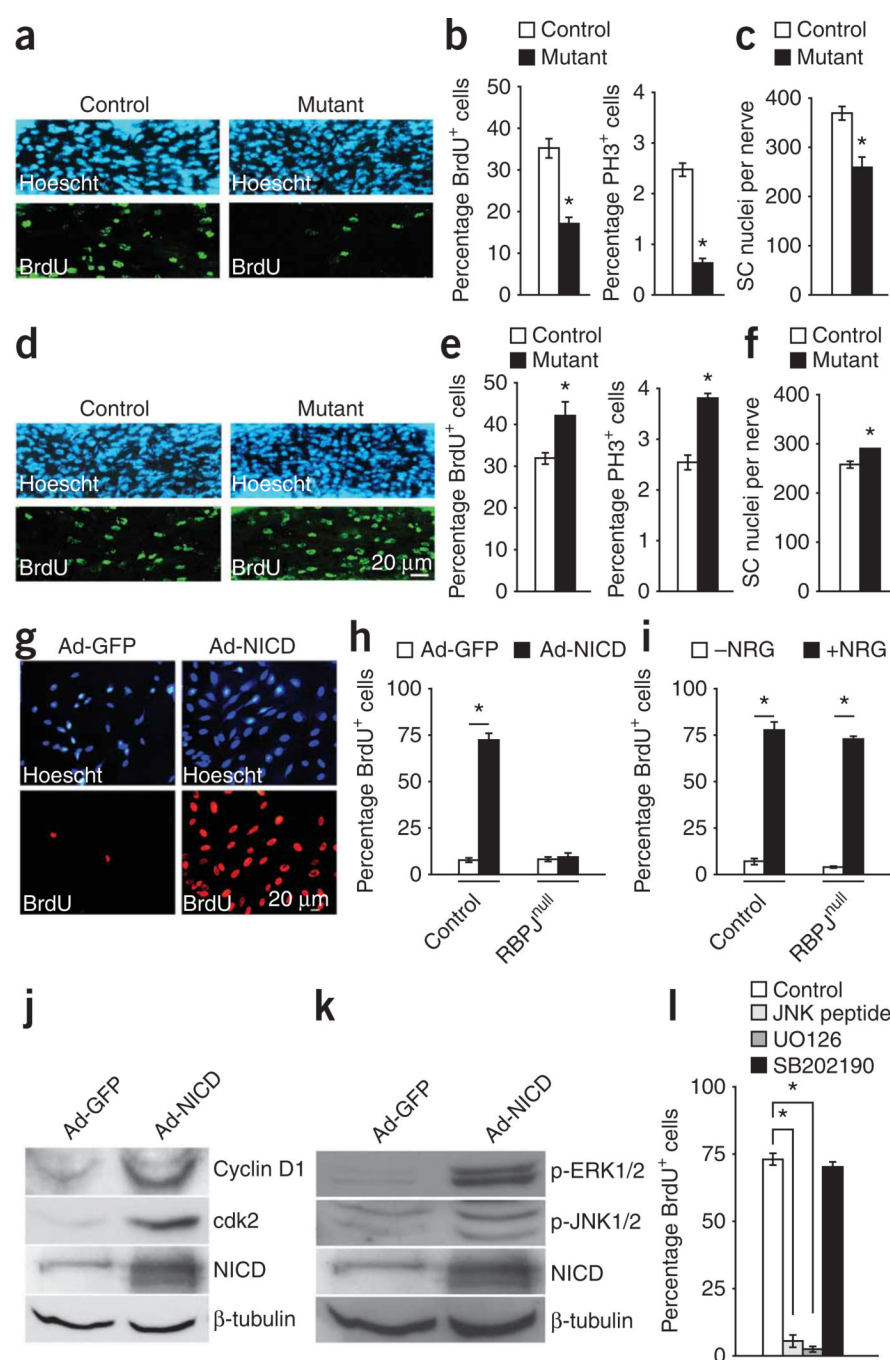 a
Control Mutant
Hoescht Hoescht
BrdU BrdU
b
Control
Mutant
Percentage BrdU+ cells
50
40
30
20
10
0
*
Percentage PH3+ cells
4
3
2
1
0
*
c
Control
Mutant
SC nuclei per nerve
400
300
200
100
0
*
d
Control Mutant
Hoescht Hoescht
BrdU BrdU
20 μm
e
Control
Mutant
Percentage BrdU+ cells
50
40
30
20
10
0
*
Percentage PH3+ cells
4
3
2
1
0
*
f
Control
Mutant
SC nuclei per nerve
400
300
200
100
0
*
g
Ad-GFP Ad-NICD
Hoescht Hoescht
BrdU BrdU
20 μm
h
Ad-GFP Ad-NICD
Percentage BrdU+ cells
100
75
50
25
0
*
Control
RBPJnull
i
–NRG +NRG
Percentage BrdU+ cells
100
75
50
25
0
* *
Control
RBPJnull
j
Ad-GFP Ad-NICD
Cyclin D1
cdk2
NICD
β-tubulin
k
Ad-GFP Ad-NICD
p-ERK1/2
p-JNK1/2
NICD
β-tubulin
l
Control
JNK peptide
UO126
SB202190
Percentage BrdU+ cells
100
75
50
25
0
*
*